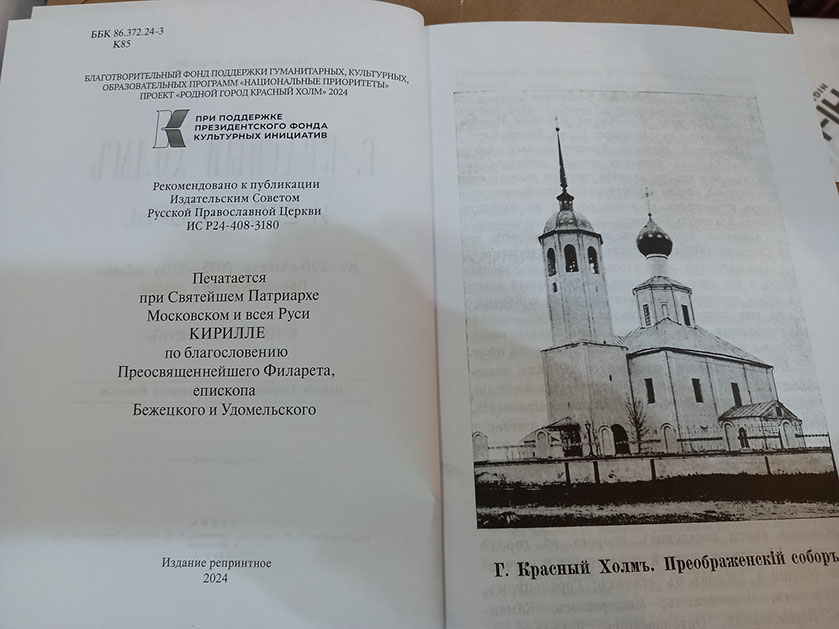 ББК 86.372.24-3
К85
БЛАГОТВОРИТЕЛЬНЫЙ ФОНД ПОДДЕРЖКИ ГУМАНИТАРНЫХ, КУЛЬТУРНЫХ,
ОБРАЗОВАТЕЛЬНЫХ ПРОГРАММ «НАЦИОНАЛЬНЫЕ ПРИОРИТЕТЫ»
ПРОЕКТ «РОДНОЙ ГОРОД КРАСНЫЙ ХОЛМ» 2024
ПРИ ПОДДЕРЖКЕ
ПРЕЗИДЕНТСКОГО ФОНДА
КУЛЬТУРНЫХ ИНИЦИАТИВ
Рекомендовано к публикации
Издательским Советом
Русской Православной Церкви
ИС Р24-408-3180
Печатается
при Святейшем Патриархе
Московском и всея Руси
КИРИЛЛЕ
по благословению
Преосвященнейшего Филарета,
епископа
Бежецкого и Удомельского
Издание репринтное
2024
Г. Красный Холмъ. Преображенскій соборъ